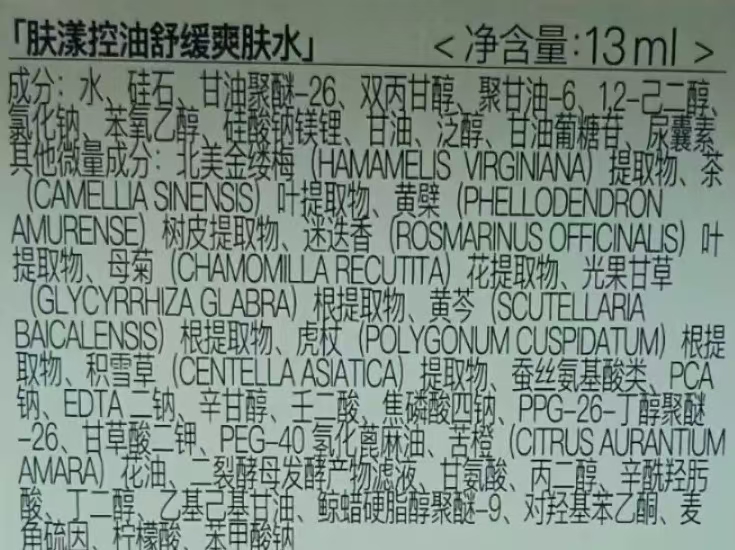 「肤漾控油舒缓爽肤水」 <净含量:13ml>
成分：水、硅石、甘油聚醚-26、双丙甘醇、聚甘油-6、1,2-己二醇、
氯化钠、苯氧乙醇、硅酸钠镁锂、甘油、泛醇、甘油葡糖苷、尿囊素
其他微量成分：北美金缕梅（HAMAMELIS VIRGINIANA）提取物、茶
（CAMELLIA SINENSIS）叶提取物、黄檗（PHELLODENDRON
AMURENSE）树皮提取物、迷迭香（ROSMARINUS OFFICINALIS）叶
提取物、母菊（CHAMOMILLA RECUTITA）花提取物、光果甘草
（GLYCYRRHIZA GLABRA）根提取物、黄芩（SCUTELLARIA
BAICALENSIS）根提取物、虎杖（POLYGONUM CUSPIDATUM）根提
取物、积雪草（CENTELLA ASIATICA）提取物、蚕丝氨基酸类、PCA
钠、EDTA 二钠、辛甘醇、壬二酸、焦磷酸四钠、PPG-26-丁醇聚醚
-26、甘草酸二钾、PEG-40 氢化蓖麻油、苦橙（CITRUS AURANTIUM
AMARA）花油、二裂酵母发酵产物滤液、甘氨酸、丙二醇、辛酰羟肟
酸、丁二醇、乙基己基甘油、鲸蜡硬脂醇聚醚-9、对羟基苯乙酮、麦
角硫因、柠檬酸、苯甲酸钠